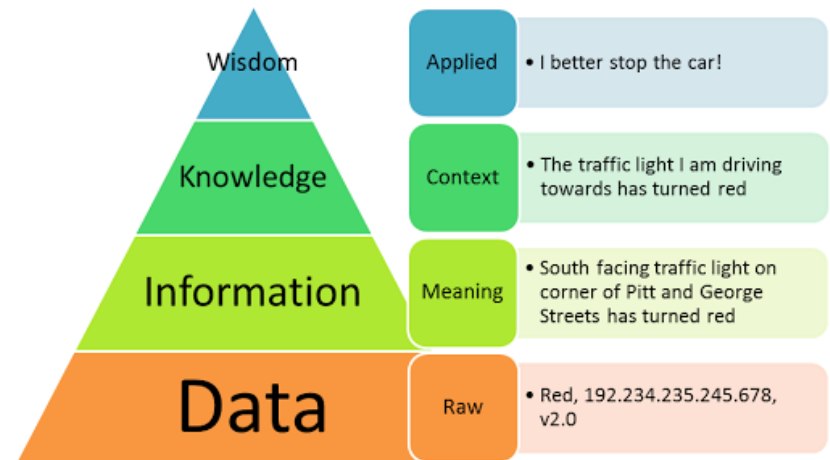 Wisdom
Applied
• I better stop the car!
Knowledge
Context
• The traffic light I am driving
towards has turned red
Information
Meaning
• South facing traffic light on
corner of Pitt and George
Streets has turned red
Data
Raw
• Red, 192.234.235.245.678,
v2.0